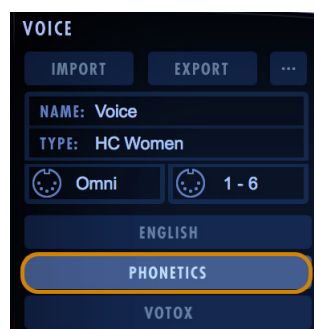 VOICE
IMPORT EXPORT ...
NAME: Voice
TYPE: HC Women
Omni 1 - 6
ENGLISH
PHONETICS
VOTOX